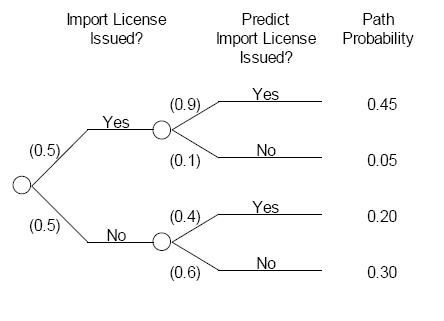 Import License
Issued?
Predict
Import License
Issued?
Path
Probability
(0.9)
Yes
0.45
Yes
(0.5)
(0.1)
No
0.05
(0.5)
No
(0.4)
Yes
0.20
(0.6)
No
0.30